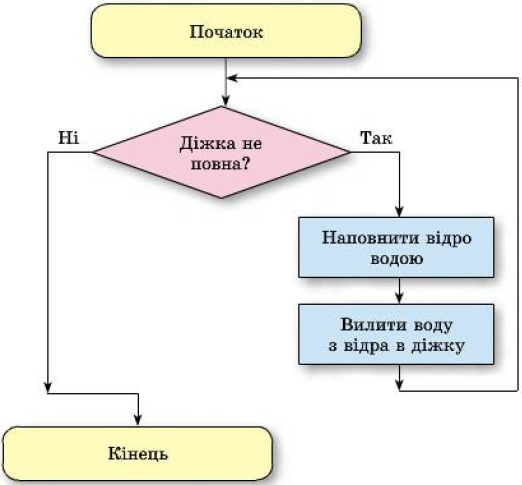 Початок
Ні
Діжка не
повна?
Так
Наповнити відро
водою
Вилити воду
з відра в діжку
Кінець